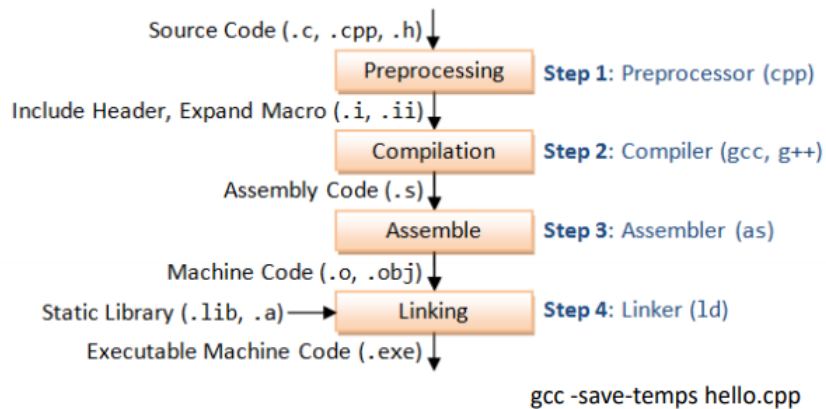 Source Code (.c, .cpp, .h)
Preprocessing
Step 1: Preprocessor (cpp)
Include Header, Expand Macro (.i, .ii)
Compilation
Step 2: Compiler (gcc, g++)
Assembly Code (.s)
Assemble
Step 3: Assembler (as)
Machine Code (.o, .obj)
Static Library (.lib, .a)
Linking
Step 4: Linker (ld)
Executable Machine Code (.exe)
gcc -save-temps hello.cpp